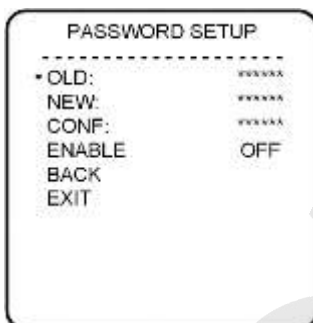 PASSWORD SETUP
--------------------
• OLD: ******
NEW: ******
CONF: ******
ENABLE OFF
BACK
EXIT